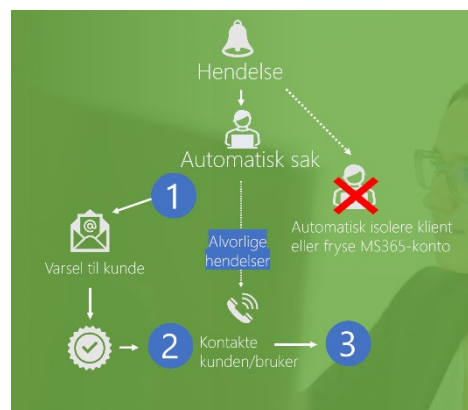 Hendelse
Automatisk sak
1
Automatisk isolere klient
eller fryse MS365-konto
@
Varsel til kunde
Alvorlige
hendelser
2
Kontakte
kunden/bruker
3